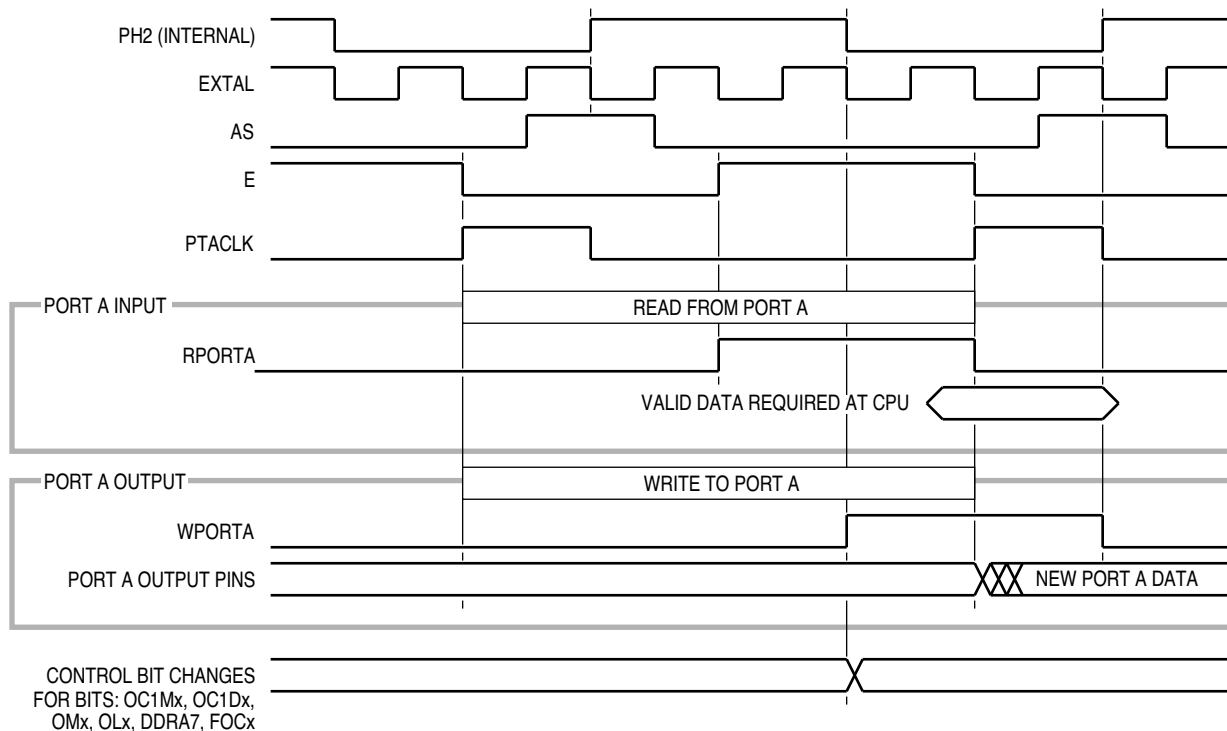 PH2 (INTERNAL)
EXTAL
AS
E
PTACLK
PORT A INPUT
READ FROM PORT A
RPORTA
VALID DATA REQUIRED AT CPU
PORT A OUTPUT
WRITE TO PORT A
WPORTA
PORT A OUTPUT PINS
NEW PORT A DATA
CONTROL BIT CHANGES
FOR BITS: OC1Mx, OC1Dx,
OMx, OLx, DDRA7, FOCx